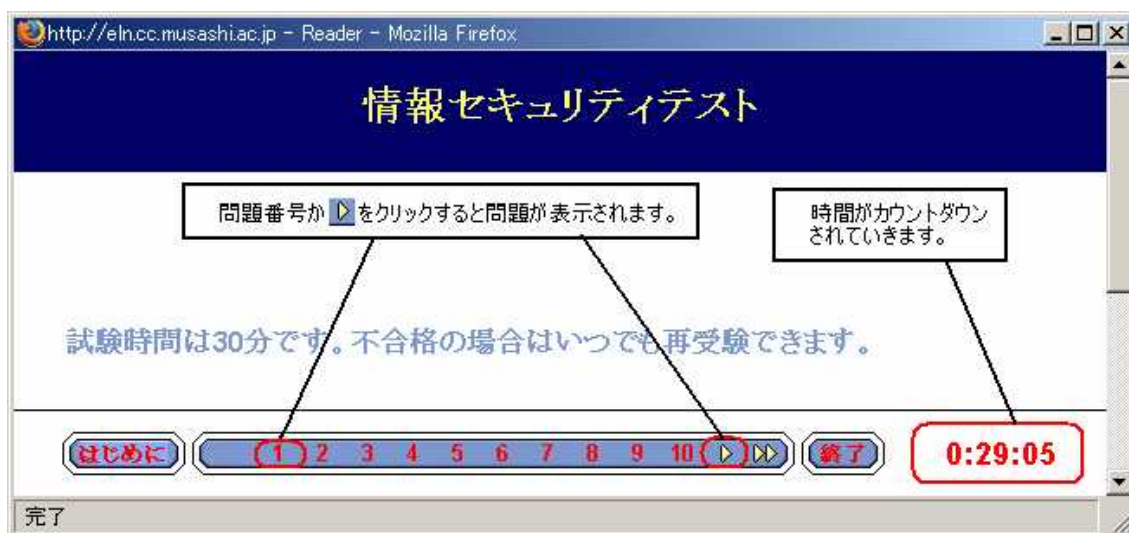 http://eln.cc.musashi.ac.jp - Reader - Mozilla Firefox
情報セキュリティテスト
問題番号か ▷ をクリックすると問題が表示されます。
時間がカウントダウン
されていきます。
試験時間は30分です。不合格の場合はいつでも再受験できます。
はじめに 1 2 3 4 5 6 7 8 9 10 終了 0:29:05
完了